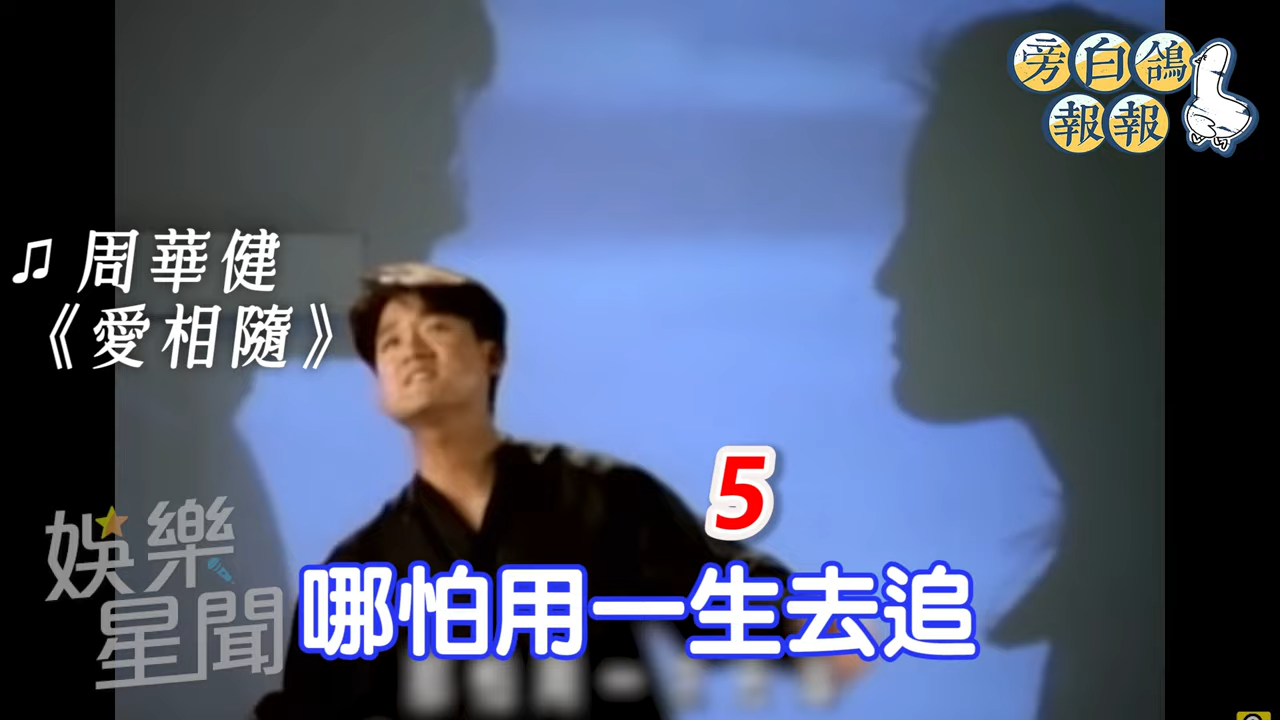 旁白鴿
報報
♫ 周華健
《愛相隨》
5
娛樂
星聞
哪怕用一生去追